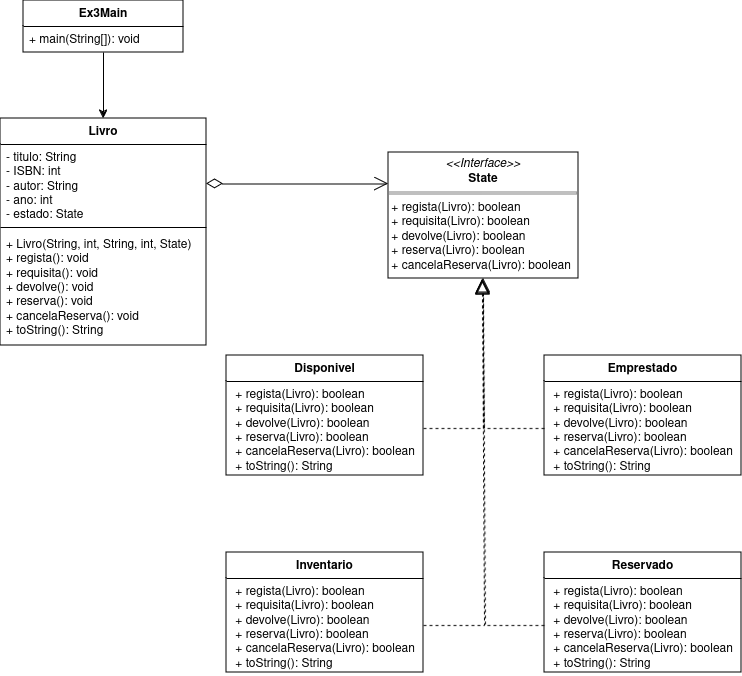 Ex3Main
+ main(String[]): void
Livro
- titulo: String
- ISBN: int
- autor: String
- ano: int
- estado: State
+ Livro(String, int, String, int, State)
+ regista(): void
+ requisita(): void
+ devolve(): void
+ reserva(): void
+ cancelaReserva(): void
+ toString(): String
<<Interface>>
State
+ regista(Livro): boolean
+ requisita(Livro): boolean
+ devolve(Livro): boolean
+ reserva(Livro): boolean
+ cancelaReserva(Livro): boolean
Disponivel
+ regista(Livro): boolean
+ requisita(Livro): boolean
+ devolve(Livro): boolean
+ reserva(Livro): boolean
+ cancelaReserva(Livro): boolean
+ toString(): String
Emprestado
+ regista(Livro): boolean
+ requisita(Livro): boolean
+ devolve(Livro): boolean
+ reserva(Livro): boolean
+ cancelaReserva(Livro): boolean
+ toString(): String
Inventario
+ regista(Livro): boolean
+ requisita(Livro): boolean
+ devolve(Livro): boolean
+ reserva(Livro): boolean
+ cancelaReserva(Livro): boolean
+ toString(): String
Reservado
+ regista(Livro): boolean
+ requisita(Livro): boolean
+ devolve(Livro): boolean
+ reserva(Livro): boolean
+ cancelaReserva(Livro): boolean
+ toString(): String